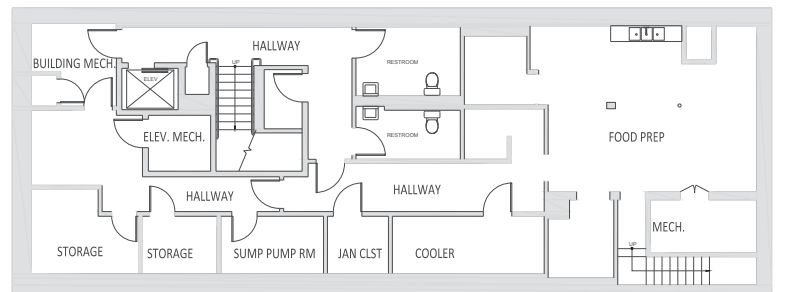 HALLWAY
BUILDING MECH.
UP
RESTROOM
ELEV
RESTROOM
ELEV. MECH.
FOOD PREP
HALLWAY
HALLWAY
MECH.
UP
STORAGE
STORAGE
SUMP PUMP RM
JAN CLST
COOLER